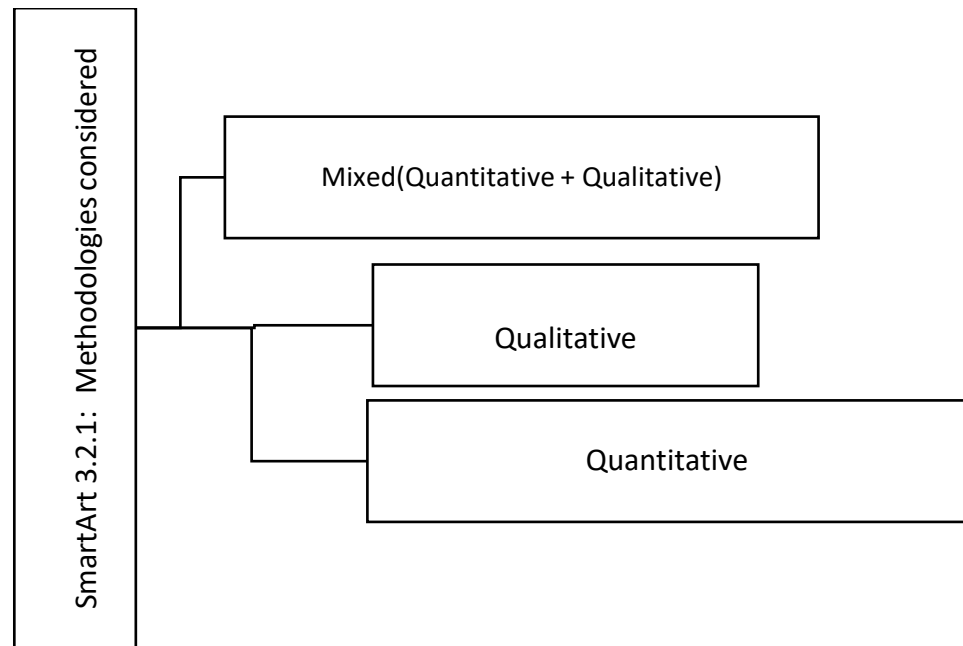 SmartArt 3.2.1: Methodologies considered
Mixed(Quantitative + Qualitative)
Qualitative
Quantitative